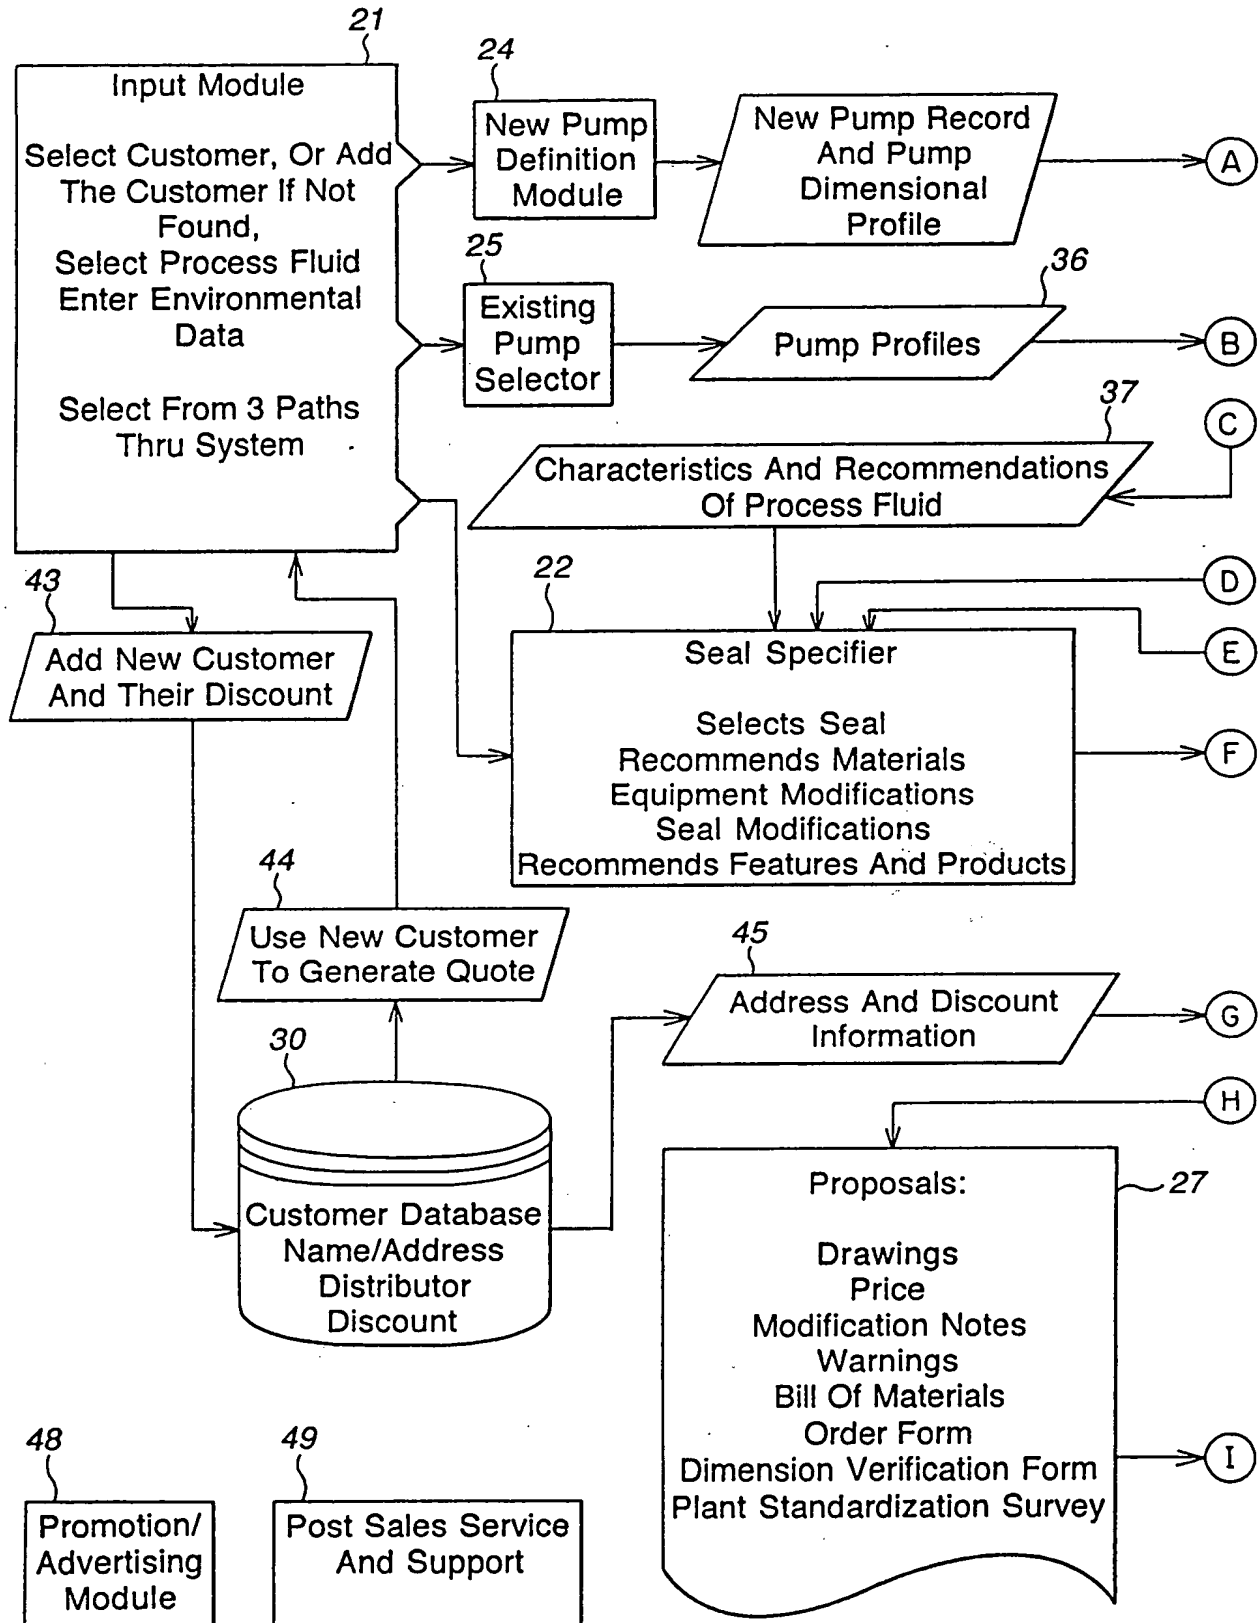 21
Input Module
Select Customer, Or Add
The Customer If Not
Found,
Select Process Fluid
Enter Environmental
Data
Select From 3 Paths
Thru System
24
New Pump
Definition
Module
New Pump Record
And Pump
Dimensional
Profile
A
25
Existing
Pump
Selector
36
Pump Profiles
B
37
Characteristics And Recommendations
Of Process Fluid
C
43
Add New Customer
And Their Discount
22
Seal Specifier
Selects Seal
Recommends Materials
Equipment Modifications
Seal Modifications
Recommends Features And Products
D
E
F
44
Use New Customer
To Generate Quote
45
Address And Discount
Information
G
30
Customer Database
Name/Address
Distributor
Discount
H
27
Proposals:
Drawings
Price
Modification Notes
Warnings
Bill Of Materials
Order Form
Dimension Verification Form
Plant Standardization Survey
I
48
Promotion/
Advertising
Module
49
Post Sales Service
And Support